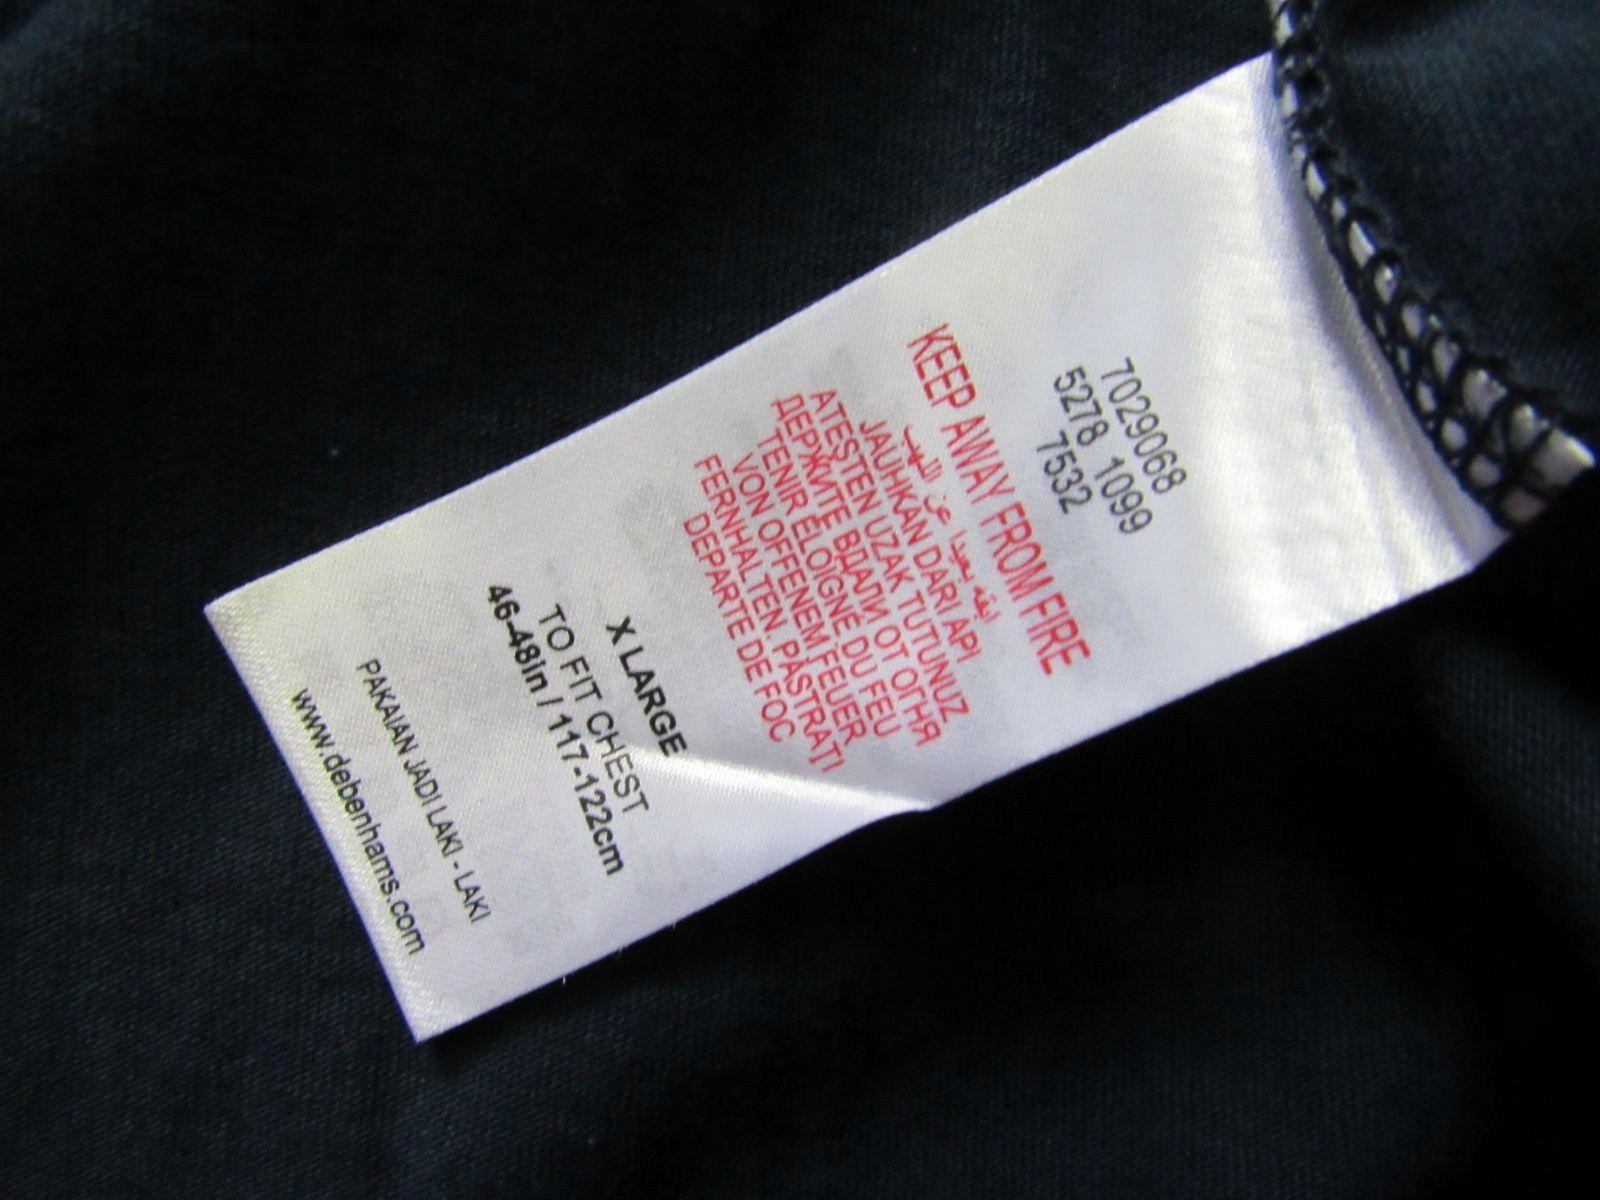 7029068
5278 1099
7532
KEEP AWAY FROM FIRE
ابقه بعيدا عن اللهب
JAUHKAN DARI API
ATEŞTEN UZAK TUTUNUZ
ДЕРЖИТЕ ВДАЛИ ОТ ОГНЯ
TENIR ÉLOIGNÉ DU FEU
VON OFFENEM FEUER
FERNHALTEN. PĂSTRAŢI
DEPARTE DE FOC
X LARGE
TO FIT CHEST
46-48in / 117-122cm
PAKAIAN JADI LAKI - LAKI
www.debenhams.com